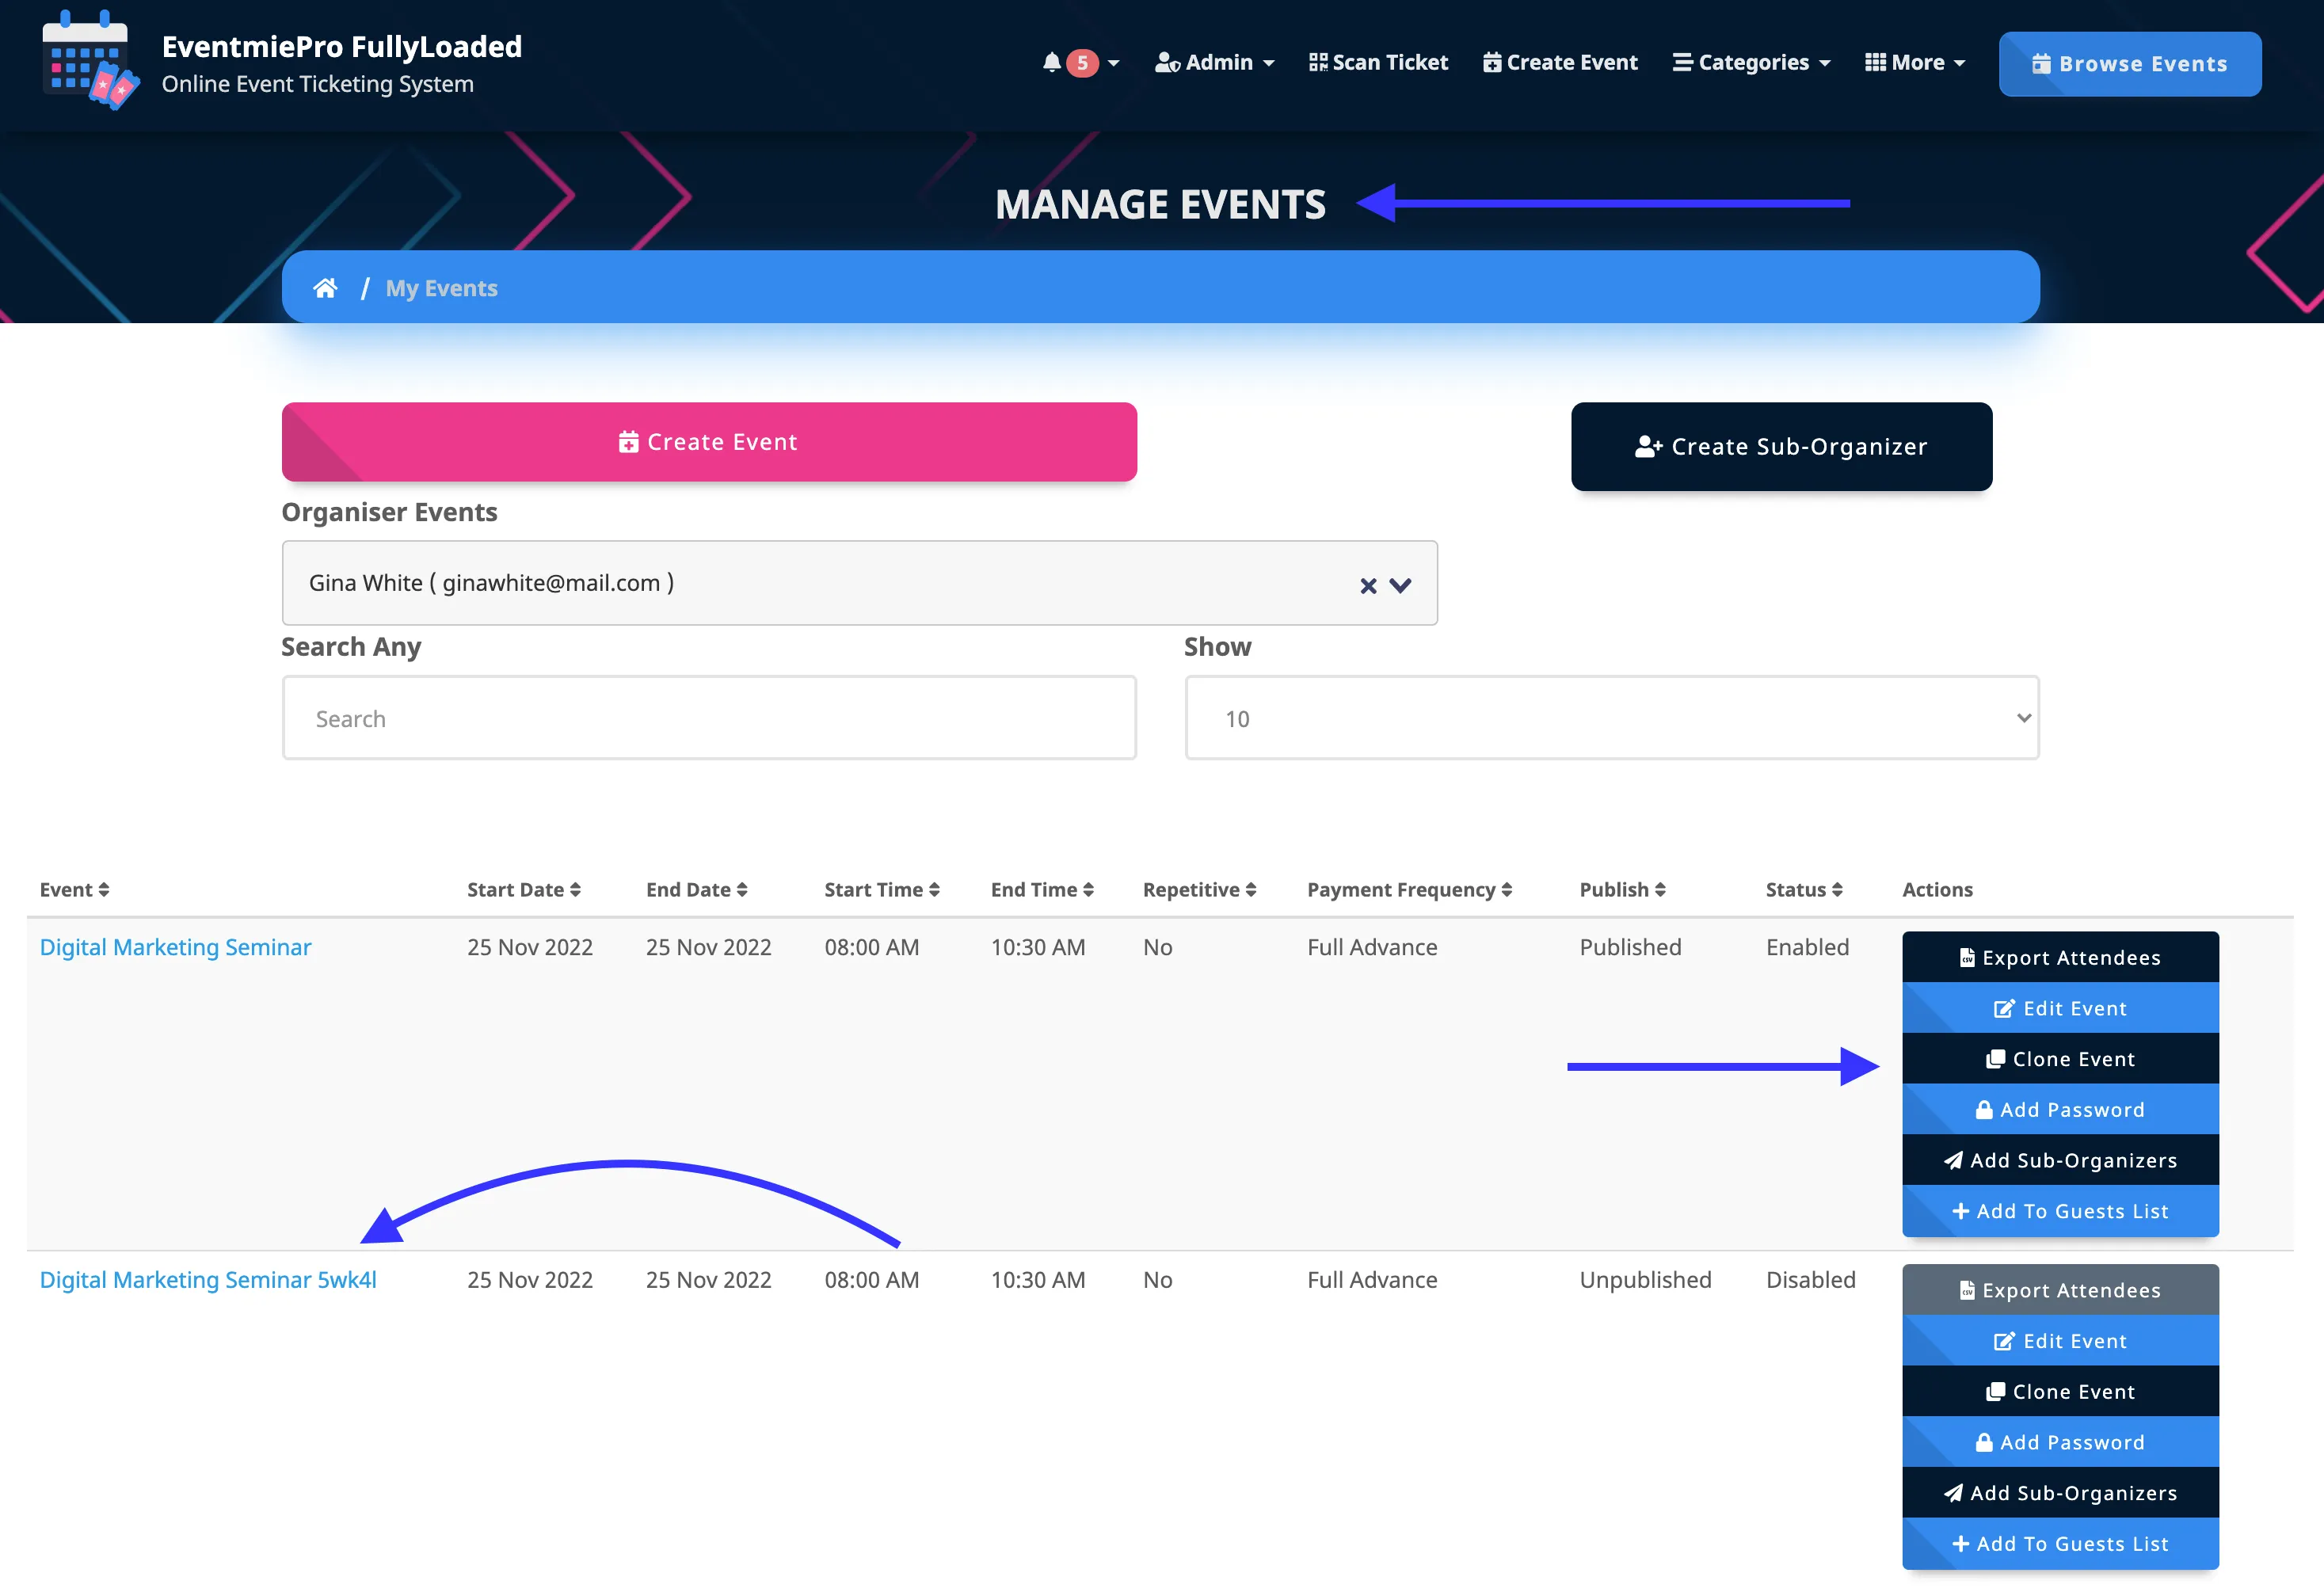 EventmiePro FullyLoaded
Online Event Ticketing System
5 Admin Scan Ticket Create Event Categories More Browse Events
MANAGE EVENTS
/ My Events
Create Event
Create Sub-Organizer
Organiser Events
Gina White ( ginawhite@mail.com )
Search Any
Show
Search
10
Event Start Date End Date Start Time End Time Repetitive Payment Frequency Publish Status Actions
Digital Marketing Seminar 25 Nov 2022 25 Nov 2022 08:00 AM 10:30 AM No Full Advance Published Enabled
Export Attendees
Edit Event
Clone Event
Add Password
Add Sub-Organizers
Add To Guests List
Digital Marketing Seminar 5wk4l 25 Nov 2022 25 Nov 2022 08:00 AM 10:30 AM No Full Advance Unpublished Disabled
Export Attendees
Edit Event
Clone Event
Add Password
Add Sub-Organizers
Add To Guests List